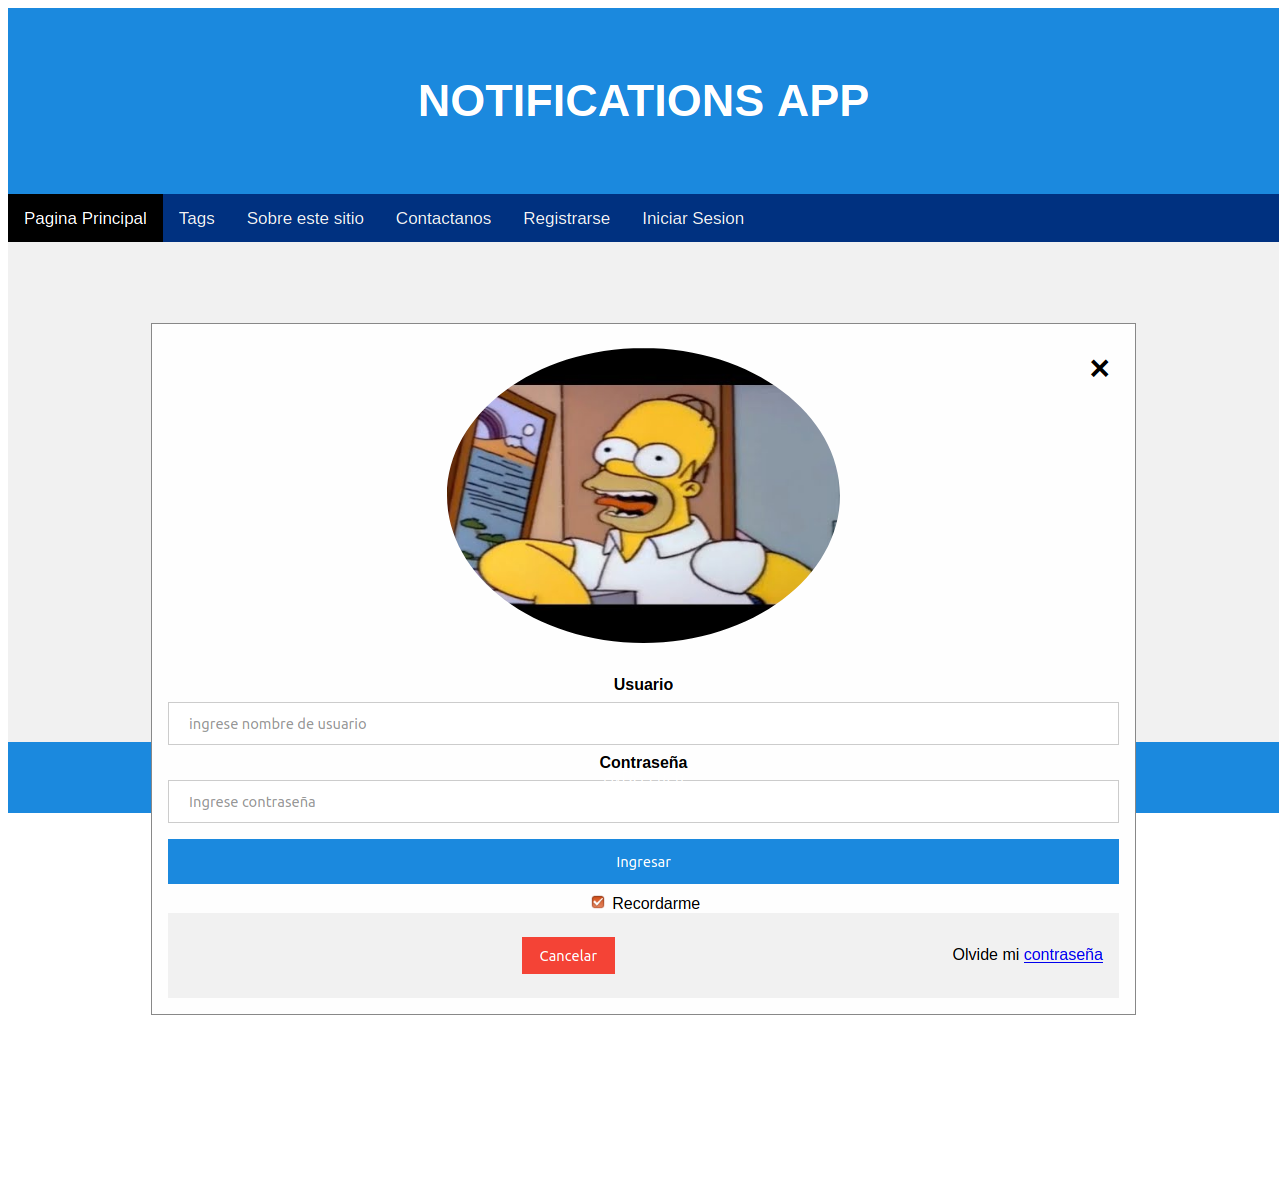 NOTIFICATIONS APP
Pagina Principal Tags Sobre este sitio Contactanos Registrarse Iniciar Sesion
×
Usuario
ingrese nombre de usuario
Contraseña
Ingrese contraseña
Ingresar
Recordarme
Cancelar Olvide mi contraseña